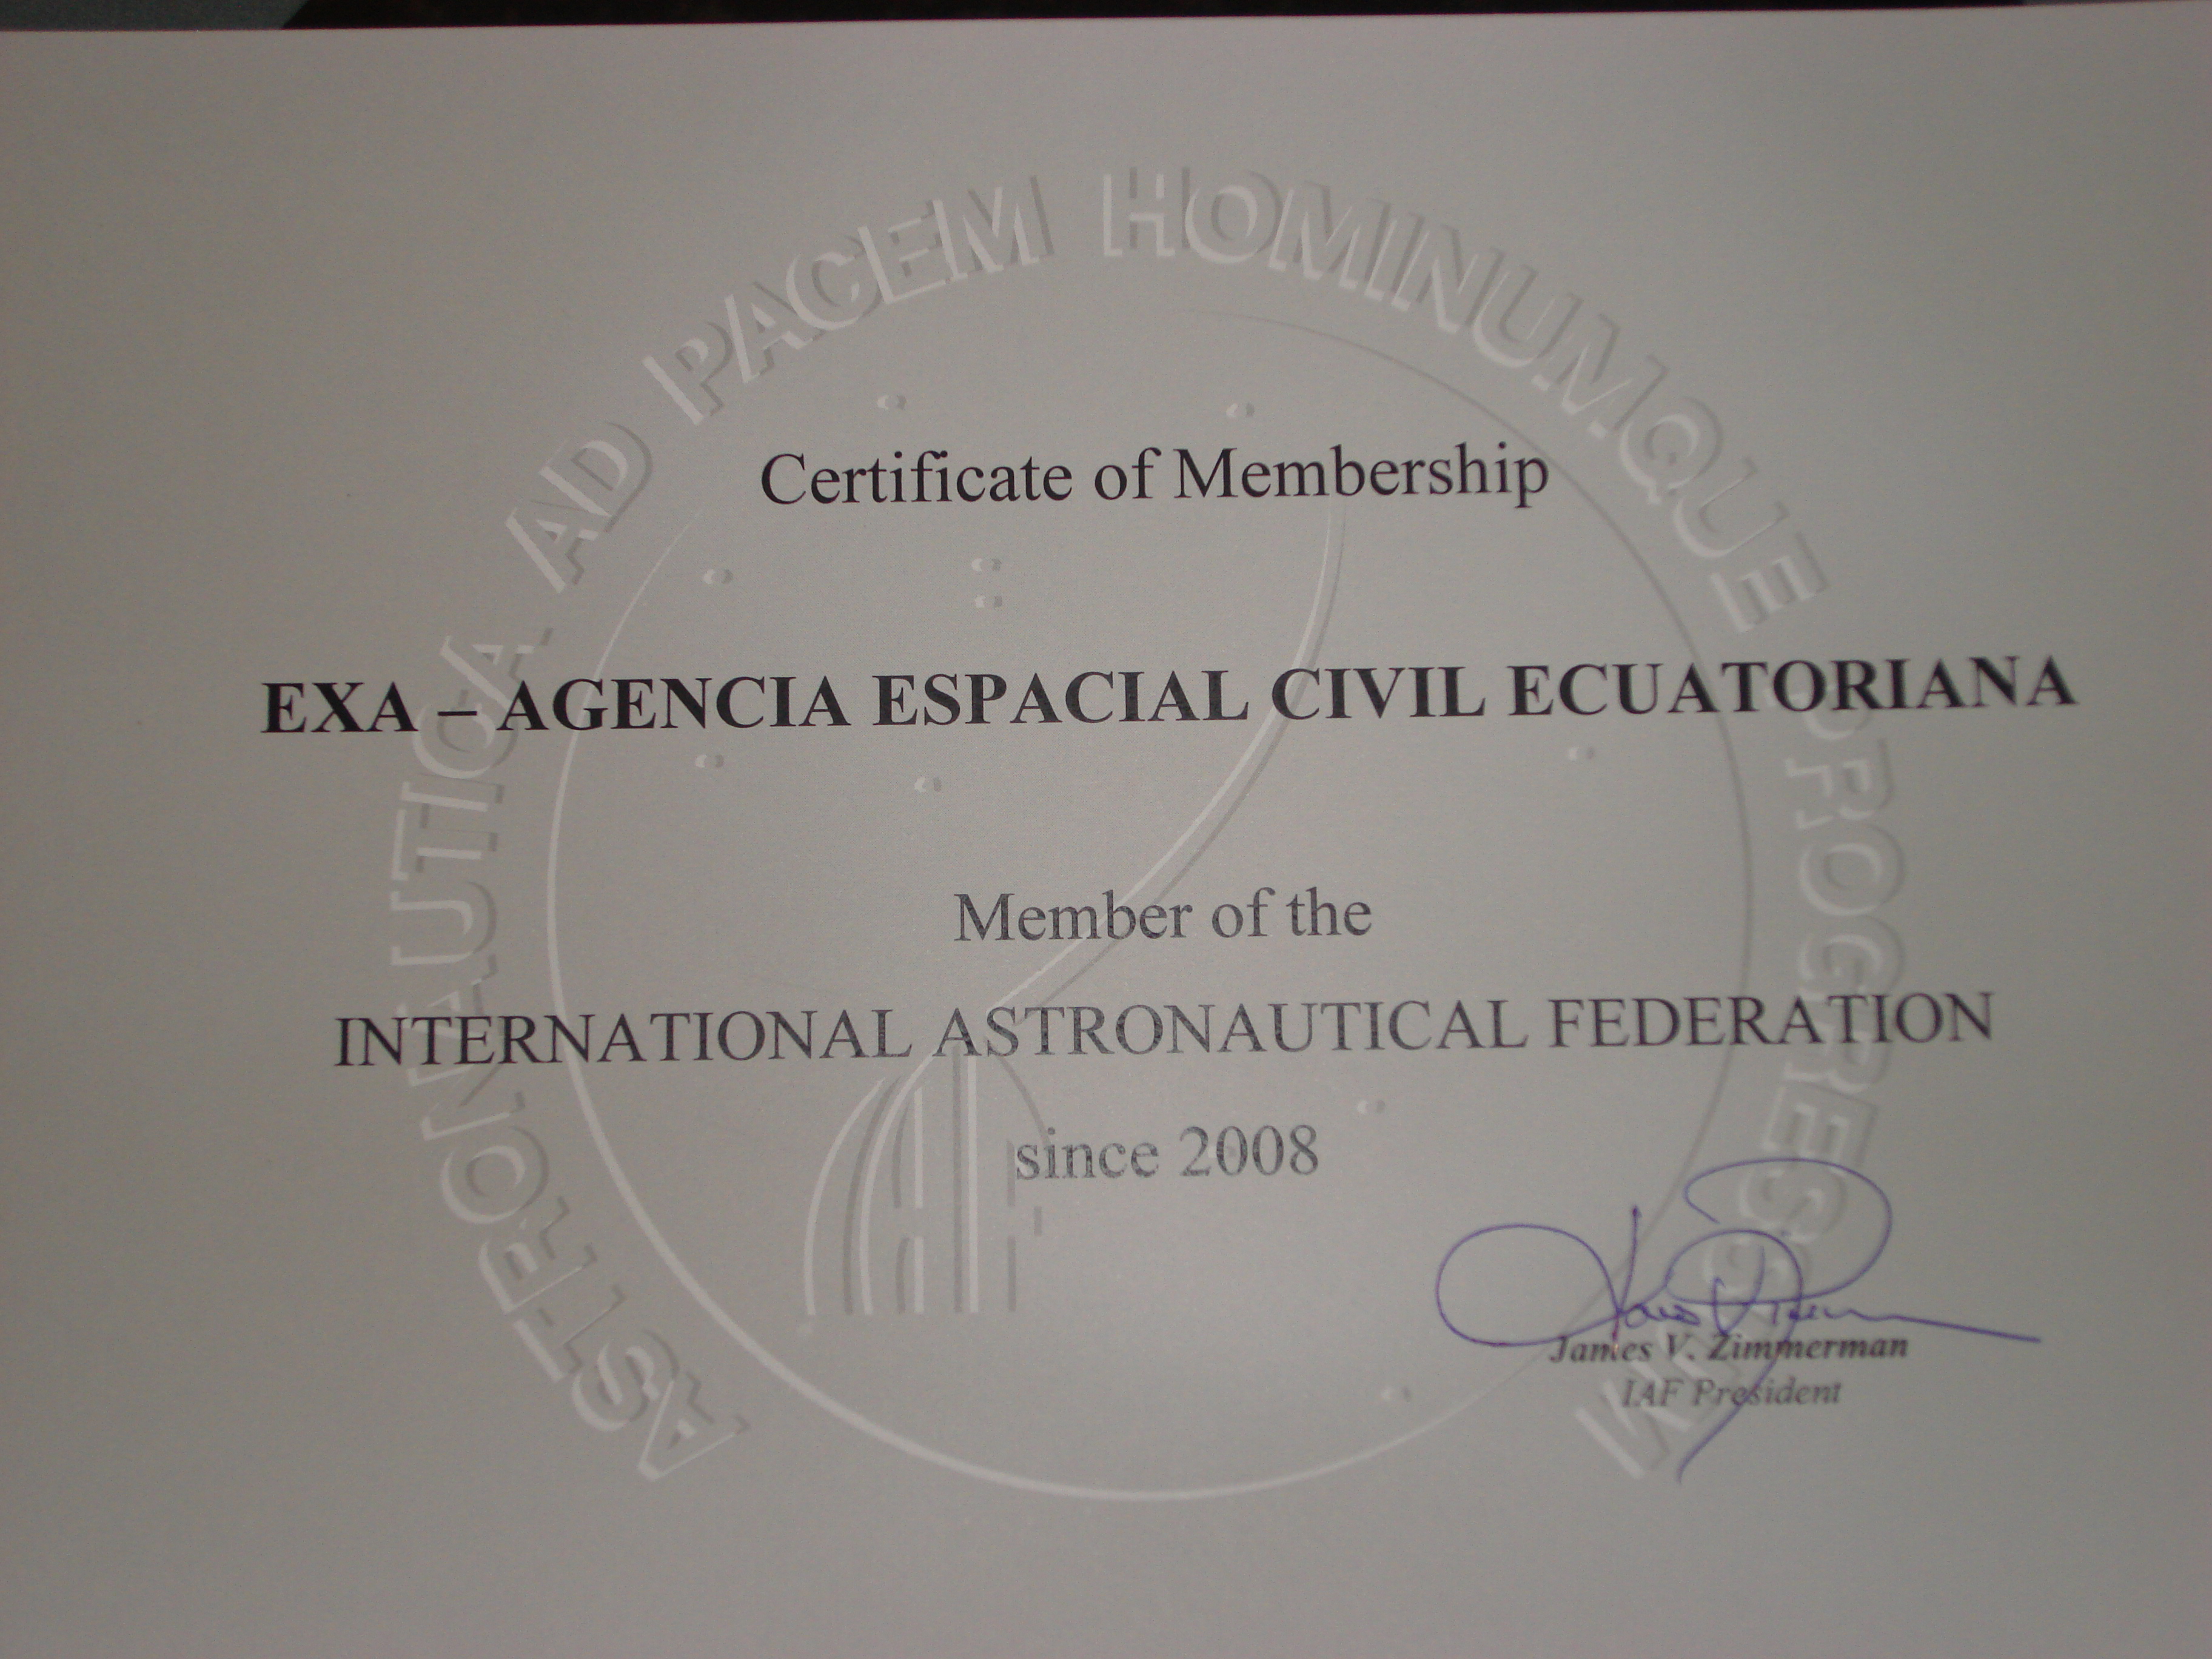 ASTRONAUTICA AD PACEM HOMINUMQUE PROGRESSUM
Certificate of Membership
EXA – AGENCIA ESPACIAL CIVIL ECUATORIANA
Member of the
INTERNATIONAL ASTRONAUTICAL FEDERATION
since 2008
James V. Zimmerman
IAF President